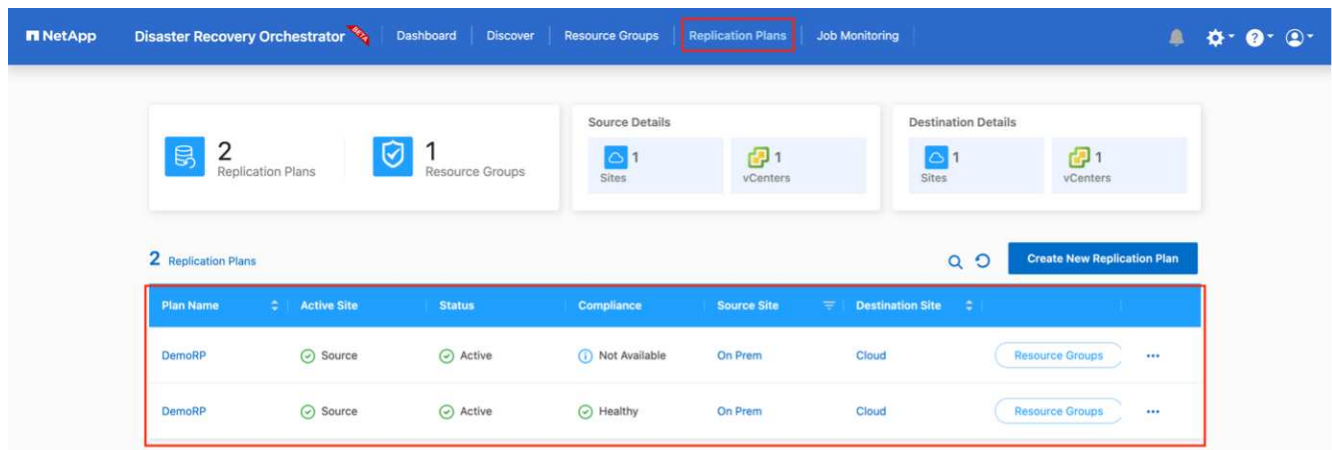 NetApp Disaster Recovery Orchestrator BETA Dashboard Discover Resource Groups Replication Plans Job Monitoring
2 Replication Plans
1 Resource Groups
Source Details
1 Sites
1 vCenters
Destination Details
1 Sites
1 vCenters
2 Replication Plans
Create New Replication Plan
Plan Name Active Site Status Compliance Source Site Destination Site
DemoRP Source Active Not Available On Prem Cloud Resource Groups
DemoRP Source Active Healthy On Prem Cloud Resource Groups